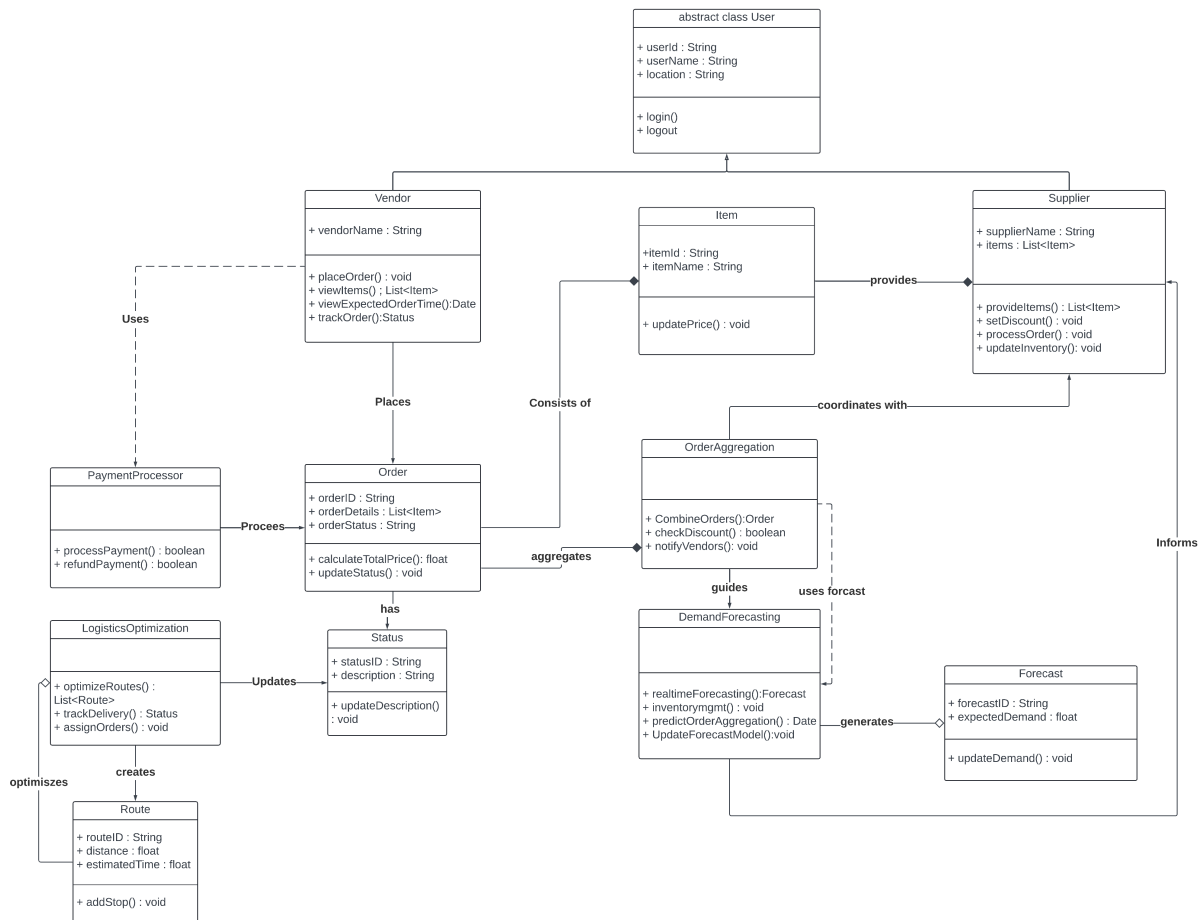 abstract class User
+ userId : String
+ userName : String
+ location : String
+ login()
+ logout
Vendor
+ vendorName : String
+ placeOrder() : void
+ viewItems() ; List<Item>
+ viewExpectedOrderTime():Date
+ trackOrder():Status
Item
+itemId : String
+ itemName : String
+ updatePrice() : void
Supplier
+ supplierName : String
+ items : List<Item>
+ provideItems() : List<Item>
+ setDiscount() : void
+ processOrder() : void
+ updateInventory(): void
provides
Uses
Places
Consists of
coordinates with
PaymentProcessor
+ processPayment() : boolean
+ refundPayment() : boolean
Procees
Order
+ orderID : String
+ orderDetails : List<Item>
+ orderStatus : String
+ calculateTotalPrice(): float
+ updateStatus() : void
aggregates
OrderAggregation
+ CombineOrders():Order
+ checkDiscount() : boolean
+ notifyVendors(): void
Informs
guides
uses forcast
has
LogisticsOptimization
+ optimizeRoutes() :
List<Route>
+ trackDelivery() : Status
+ assignOrders() : void
Updates
Status
+ statusID : String
+ description : String
+ updateDescription()
: void
DemandForecasting
+ realtimeForecasting():Forecast
+ inventorymgmt() : void
+ predictOrderAggregation() : Date
+ UpdateForecastModel():void
generates
Forecast
+ forecastID : String
+ expectedDemand : float
+ updateDemand() : void
optimiszes
creates
Route
+ routeID : String
+ distance : float
+ estimatedTime : float
+ addStop() : void